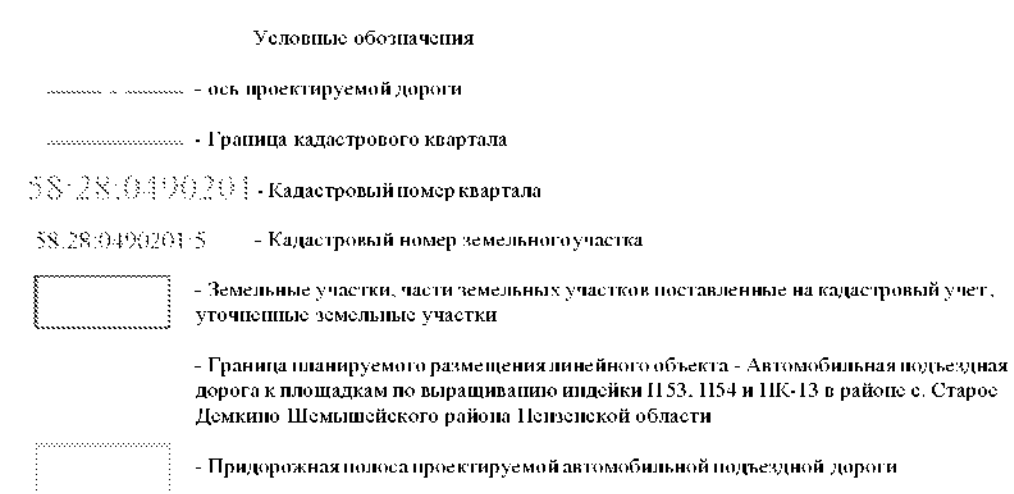 Условные обозначения
- ось проектируемой дороги
- Граница кадастрового квартала
58:28:0490201 - Кадастровый номер квартала
58:28:0490201:5 - Кадастровый номер земельного участка
- Земельные участки, части земельных участков поставленные на кадастровый учет,
уточненные земельные участки
- Граница планируемого размещения линейного объекта - Автомобильная подъездная
дорога к площадкам по выращиванию индейки П53, П54 и ПК-13 в районе с. Старое
Демкино Шемышейского района Пензенской области
- Придорожная полоса проектируемой автомобильной подъездной дороги